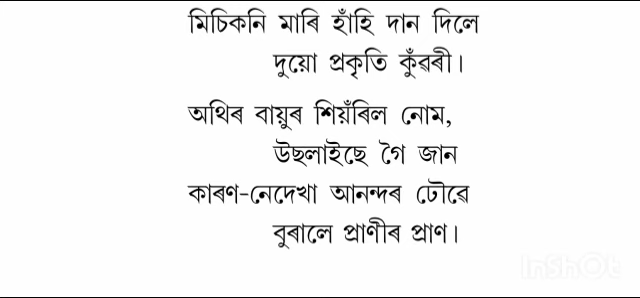 মিচিকনি মাৰি হাঁহি দান দিলে
দুয়ো প্ৰকৃতি কুঁৱৰী।
অথিৰ বায়ুৰ শিয়ঁৰিল নোম,
উছলাইছে গৈ জান
কাৰণ-নেদেখা আনন্দৰ ঢৌৱে
বুৰালে প্ৰাণীৰ প্ৰাণ।
InShOt